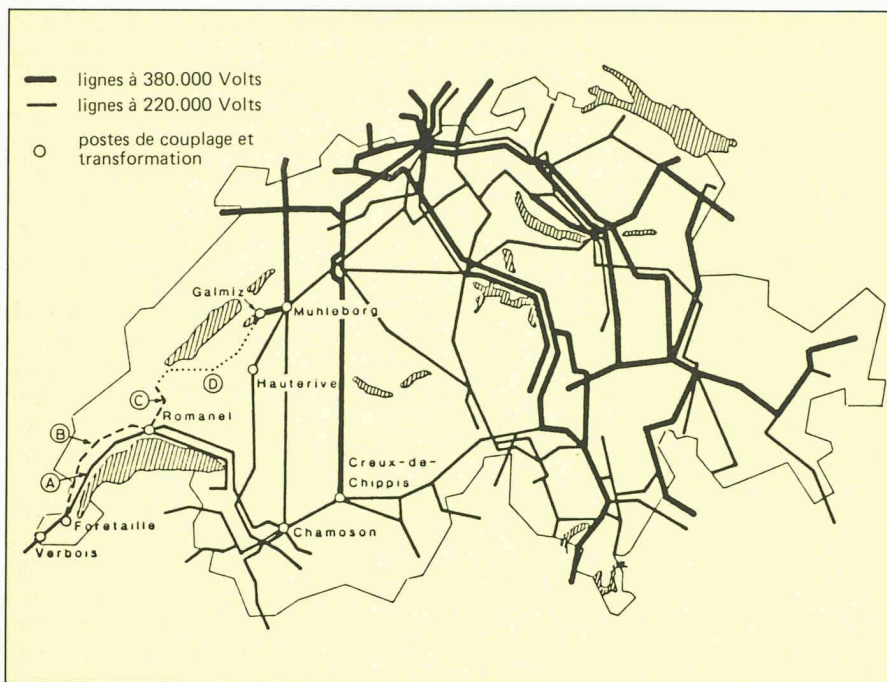 lignes à 380.000 Volts
lignes à 220.000 Volts
postes de couplage et
transformation
Galmiz
Muhleberg
D
Hauterive
C
Romanel
B
A
Creux-de-
Chippis
Foretaille
Chamoson
Verbois